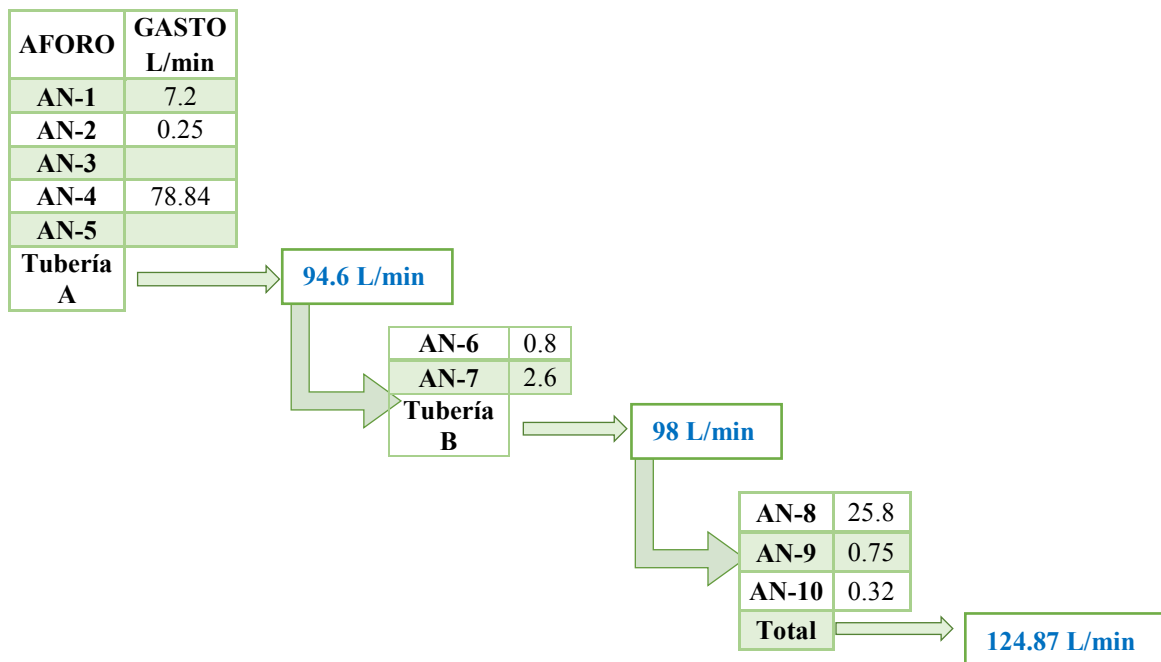 AFORO GASTO L/min
AN-1 7.2
AN-2 0.25
AN-3
AN-4 78.84
AN-5
Tubería A
94.6 L/min
AN-6 0.8
AN-7 2.6
Tubería B
98 L/min
AN-8 25.8
AN-9 0.75
AN-10 0.32
Total
124.87 L/min